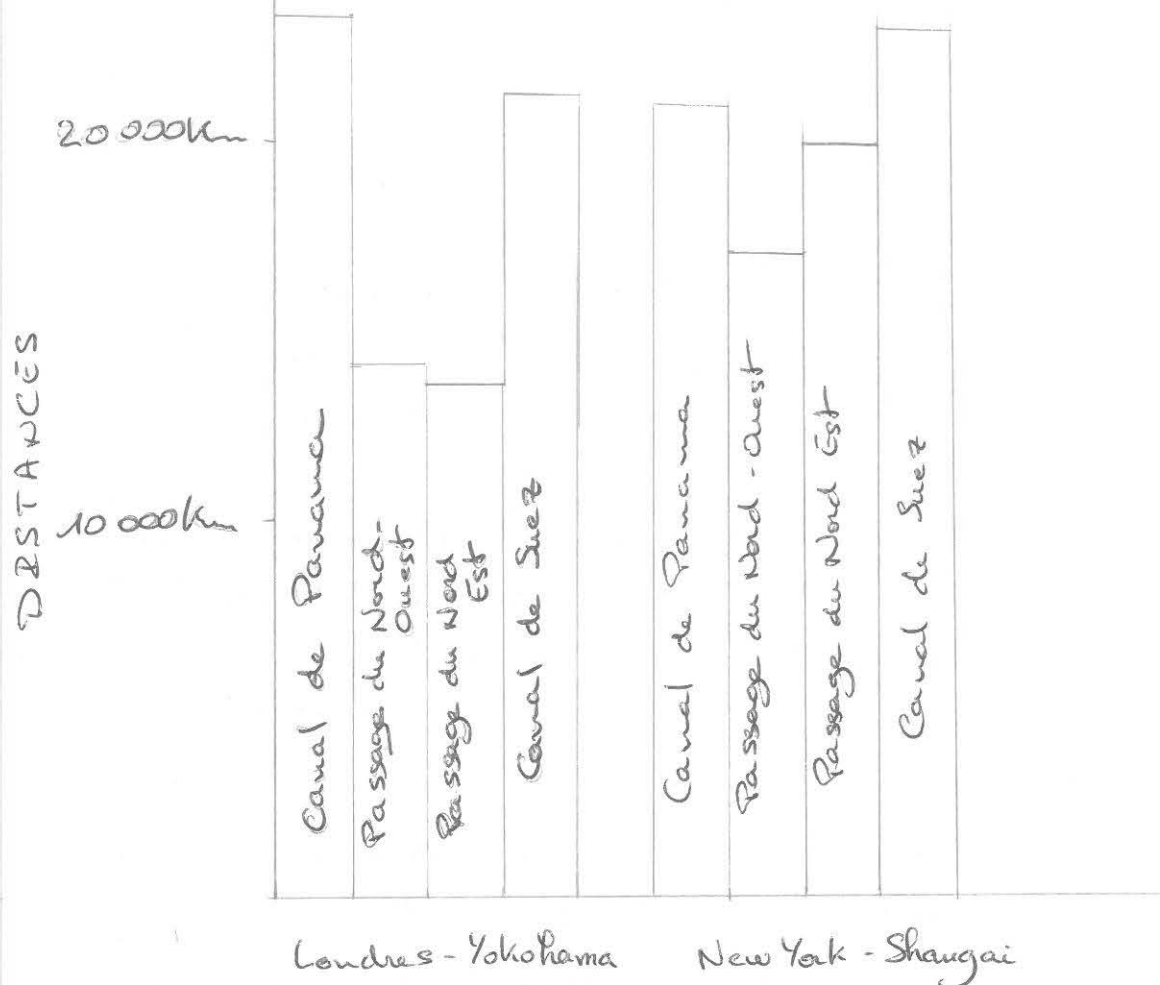 20 000Km
DISTANCES
10 000Km
Canal de Panama
Passage du Nord-
Ouest
Passage du Nord
Est
Canal de Suez
Canal de Panama
Passage du Nord-Ouest
Passage du Nord Est
Canal de Suez
Londres-Yokohama
New York - Shangai